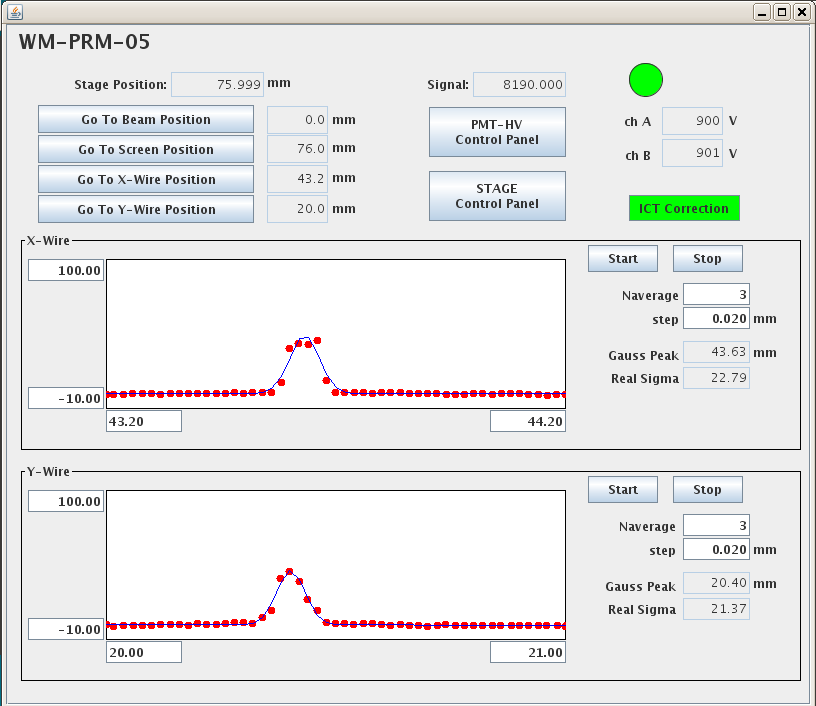 WM-PRM-05
Stage Position: 75.999 mm
Signal: 8190.000
Go To Beam Position 0.0 mm
Go To Screen Position 76.0 mm
Go To X-Wire Position 43.2 mm
Go To Y-Wire Position 20.0 mm
PMT-HV
Control Panel
STAGE
Control Panel
ch A 900 V
ch B 901 V
ICT Correction
X-Wire
100.00
-10.00
43.20
44.20
Start Stop
Naverage 3
step 0.020 mm
Gauss Peak 43.63 mm
Real Sigma 22.79
Y-Wire
100.00
-10.00
20.00
21.00
Start Stop
Naverage 3
step 0.020 mm
Gauss Peak 20.40 mm
Real Sigma 21.37